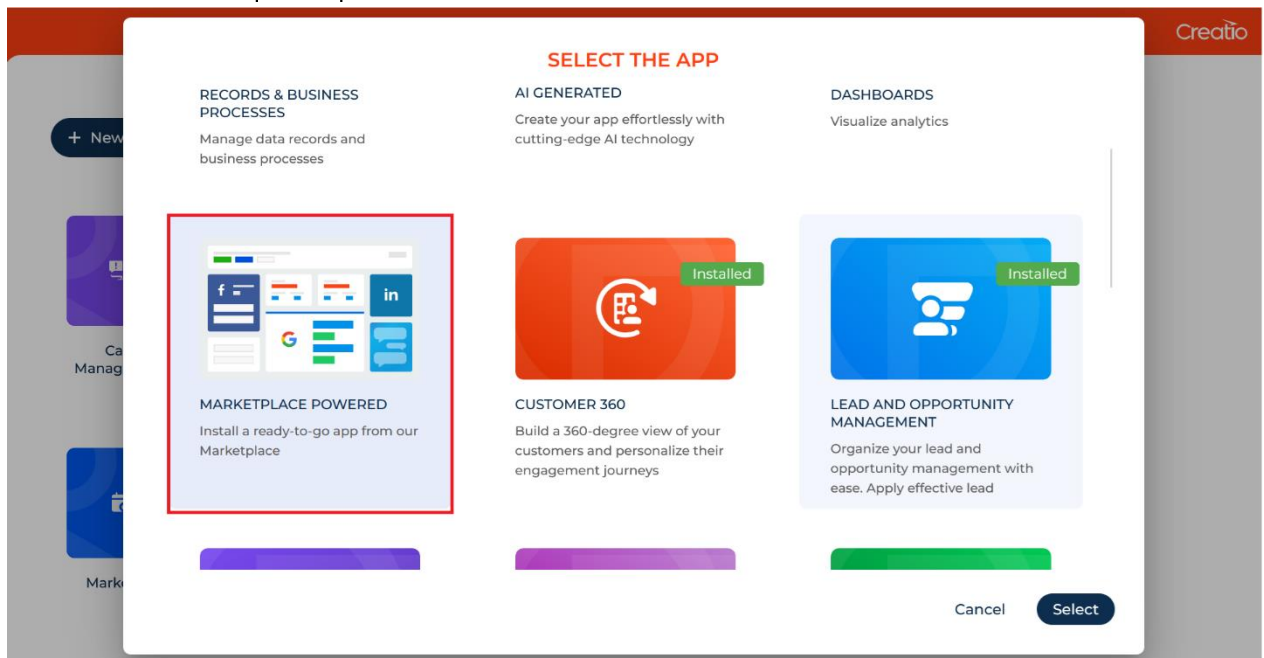 Creatio
SELECT THE APP
RECORDS & BUSINESS
PROCESSES
Manage data records and
business processes
AI GENERATED
Create your app effortlessly with
cutting-edge AI technology
DASHBOARDS
Visualize analytics
+ New
f
in
G
Installed
Installed
Ca
Manag
MARKETPLACE POWERED
Install a ready-to-go app from our
Marketplace
CUSTOMER 360
Build a 360-degree view of your
customers and personalize their
engagement journeys
LEAD AND OPPORTUNITY
MANAGEMENT
Organize your lead and
opportunity management with
ease. Apply effective lead
Mark
Cancel
Select